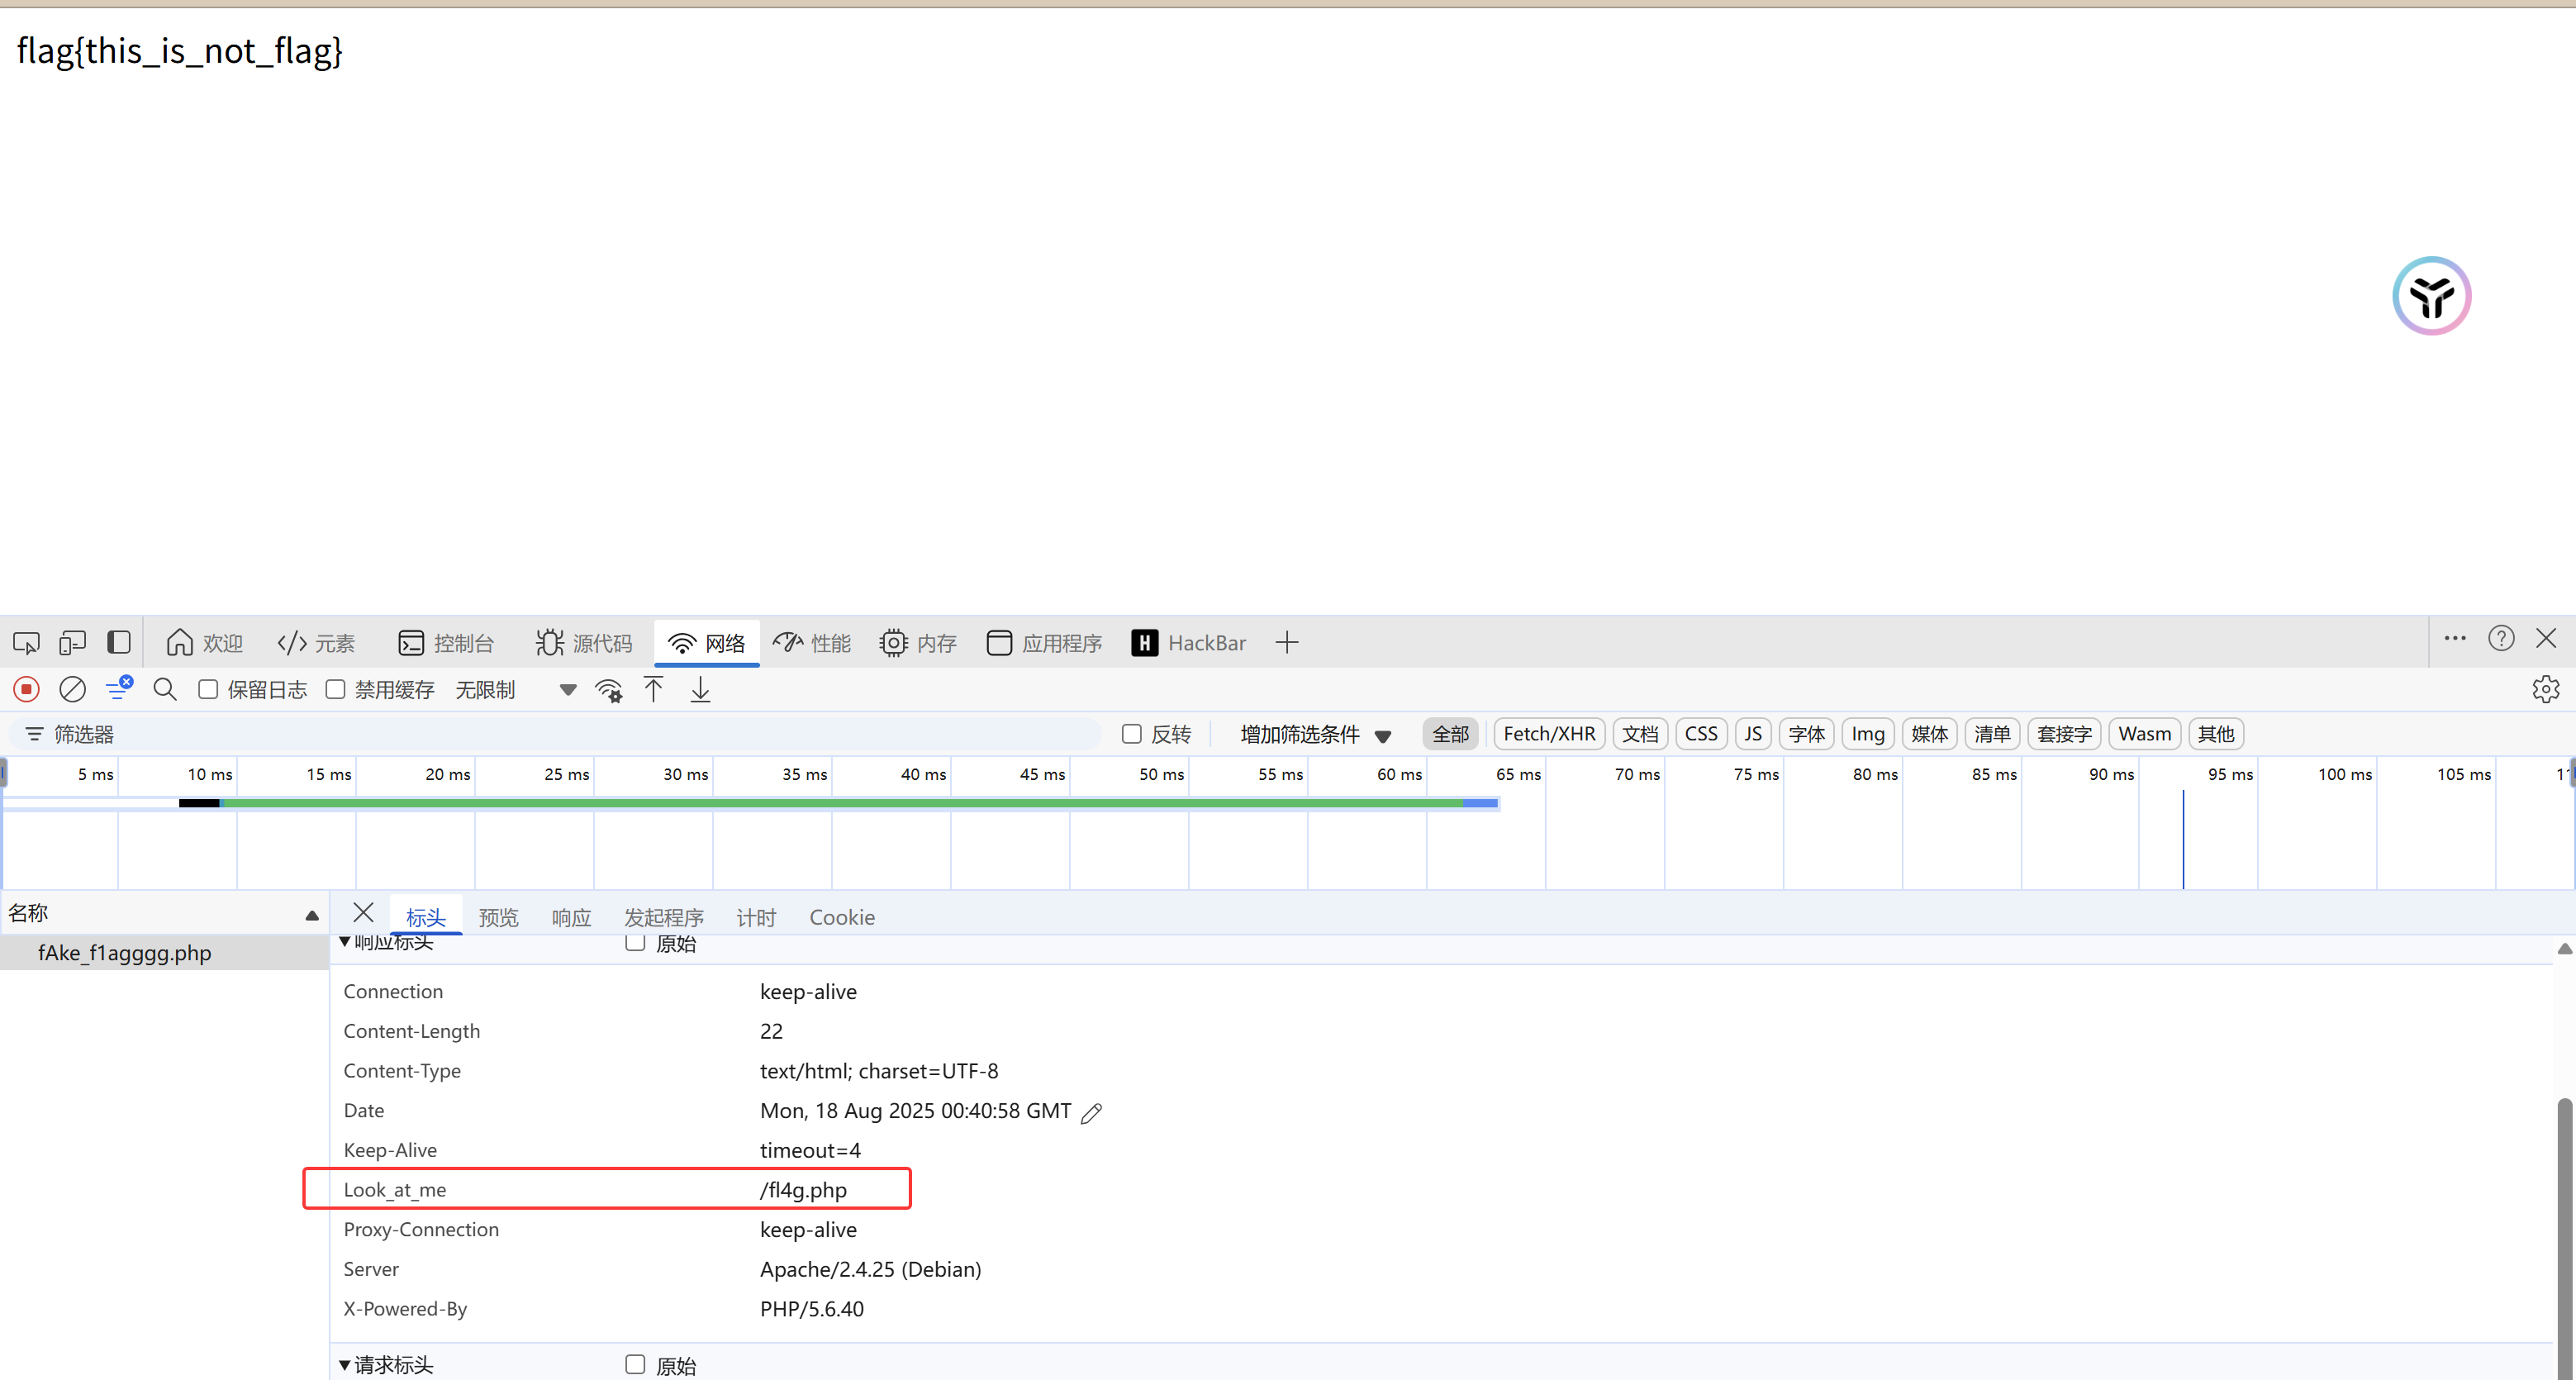 flag{this_is_not_flag}
欢迎 元素 控制台 源代码 网络 性能 内存 应用程序 H HackBar
保留日志 禁用缓存 无限制
筛选器 反转 增加筛选条件 全部 Fetch/XHR 文档 CSS JS 字体 Img 媒体 清单 套接字 Wasm 其他
5 ms 10 ms 15 ms 20 ms 25 ms 30 ms 35 ms 40 ms 45 ms 50 ms 55 ms 60 ms 65 ms 70 ms 75 ms 80 ms 85 ms 90 ms 95 ms 100 ms 105 ms
名称 标头 预览 响应 发起程序 计时 Cookie
响应标头 原始
fAke_f1agggg.php
Connection keep-alive
Content-Length 22
Content-Type text/html; charset=UTF-8
Date Mon, 18 Aug 2025 00:40:58 GMT
Keep-Alive timeout=4
Look_at_me /fl4g.php
Proxy-Connection keep-alive
Server Apache/2.4.25 (Debian)
X-Powered-By PHP/5.6.40
请求标头 原始